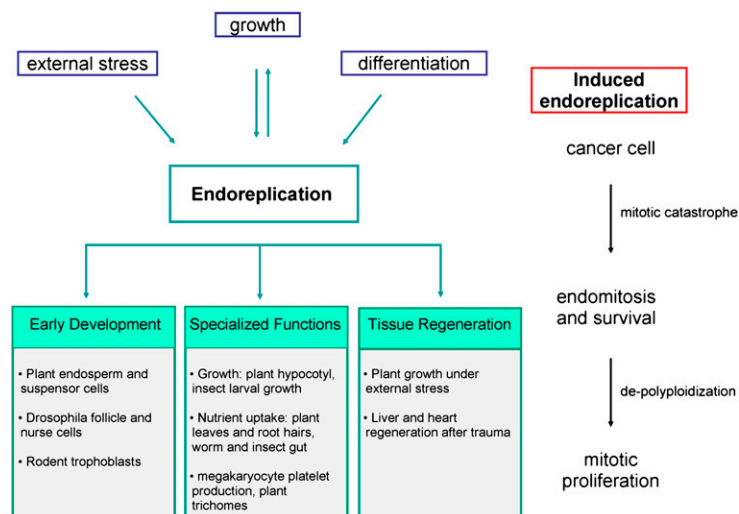 growth
external stress
differentiation
Endoreplication
Early Development
• Plant endosperm and
suspensor cells
• Drosophila follicle and
nurse cells
• Rodent trophoblasts
Specialized Functions
• Growth: plant hypocotyl,
insect larval growth
• Nutrient uptake: plant
leaves and root hairs,
worm and insect gut
• megakaryocyte platelet
production, plant
trichomes
Tissue Regeneration
• Plant growth under
external stress
• Liver and heart
regeneration after trauma
Induced
endoreplication
cancer cell
mitotic catastrophe
endomitosis
and survival
de-polyploidization
mitotic
proliferation